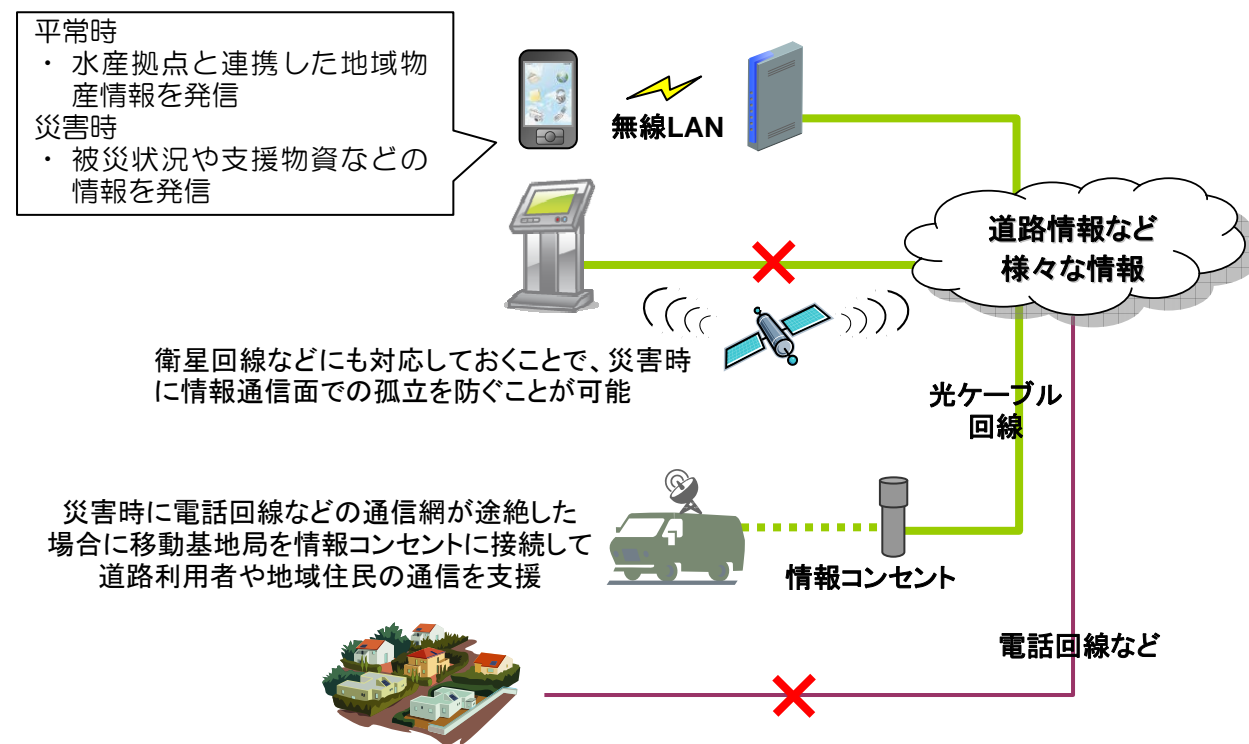 平常時
・ 水産拠点と連携した地域物
産情報を発信
災害時
・ 被災状況や支援物資などの
情報を発信
無線LAN
道路情報など
様々な情報
衛星回線などにも対応しておくことで、災害時
に情報通信面での孤立を防ぐことが可能
光ケーブル
回線
災害時に電話回線などの通信網が途絶した
場合に移動基地局を情報コンセントに接続して
道路利用者や地域住民の通信を支援
情報コンセント
電話回線など